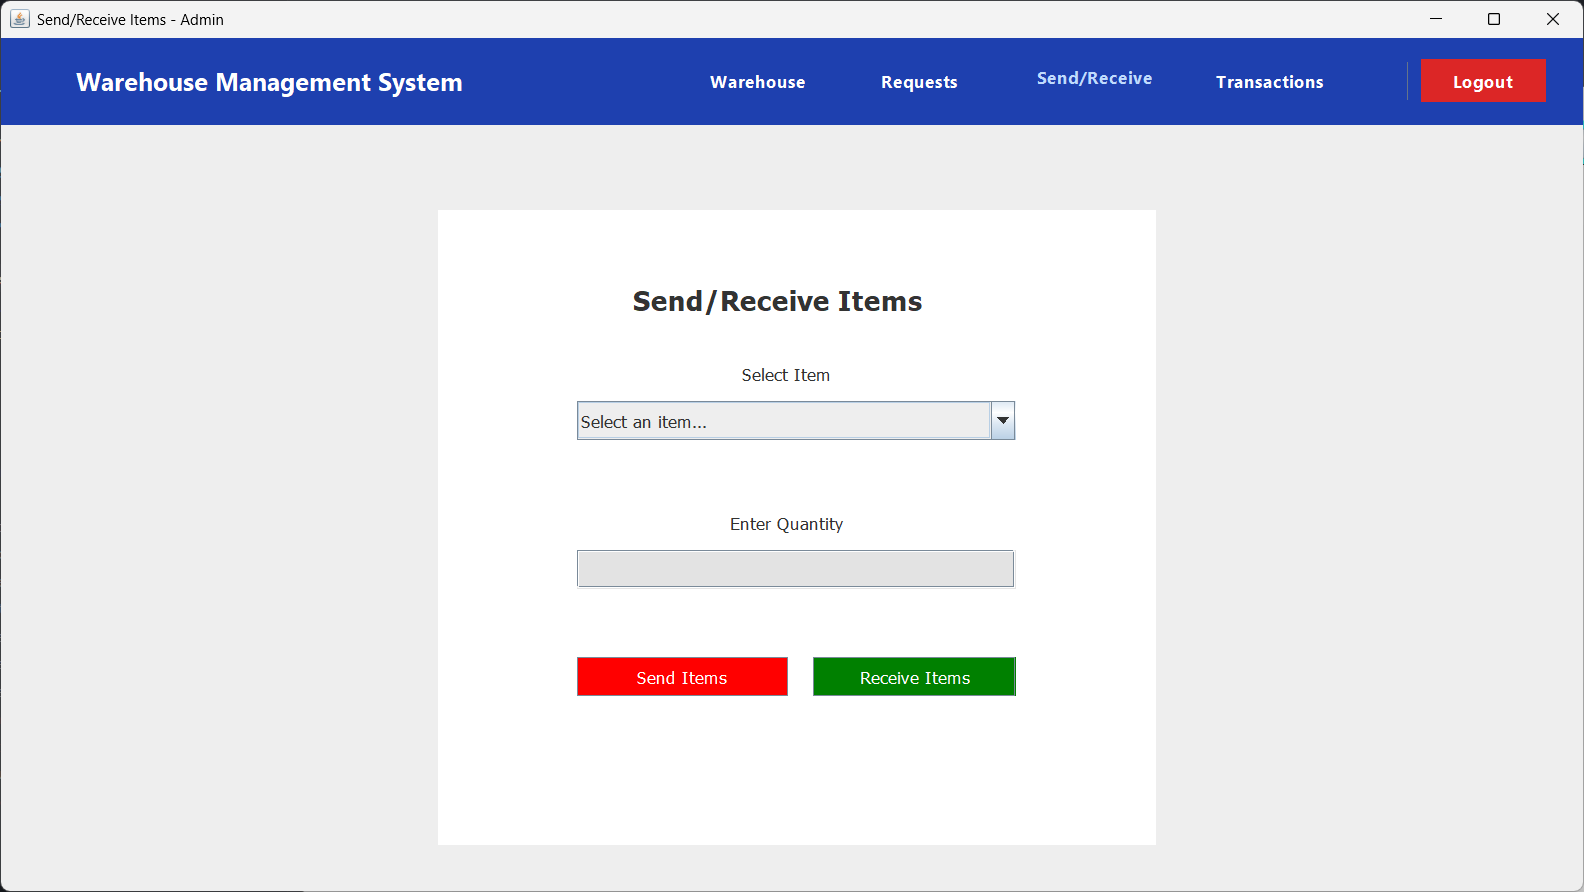 Send/Receive Items - Admin
Warehouse Management System
Warehouse
Requests
Send/Receive
Transactions
Logout
Send/Receive Items
Select Item
Select an item...
Enter Quantity
Send Items
Receive Items